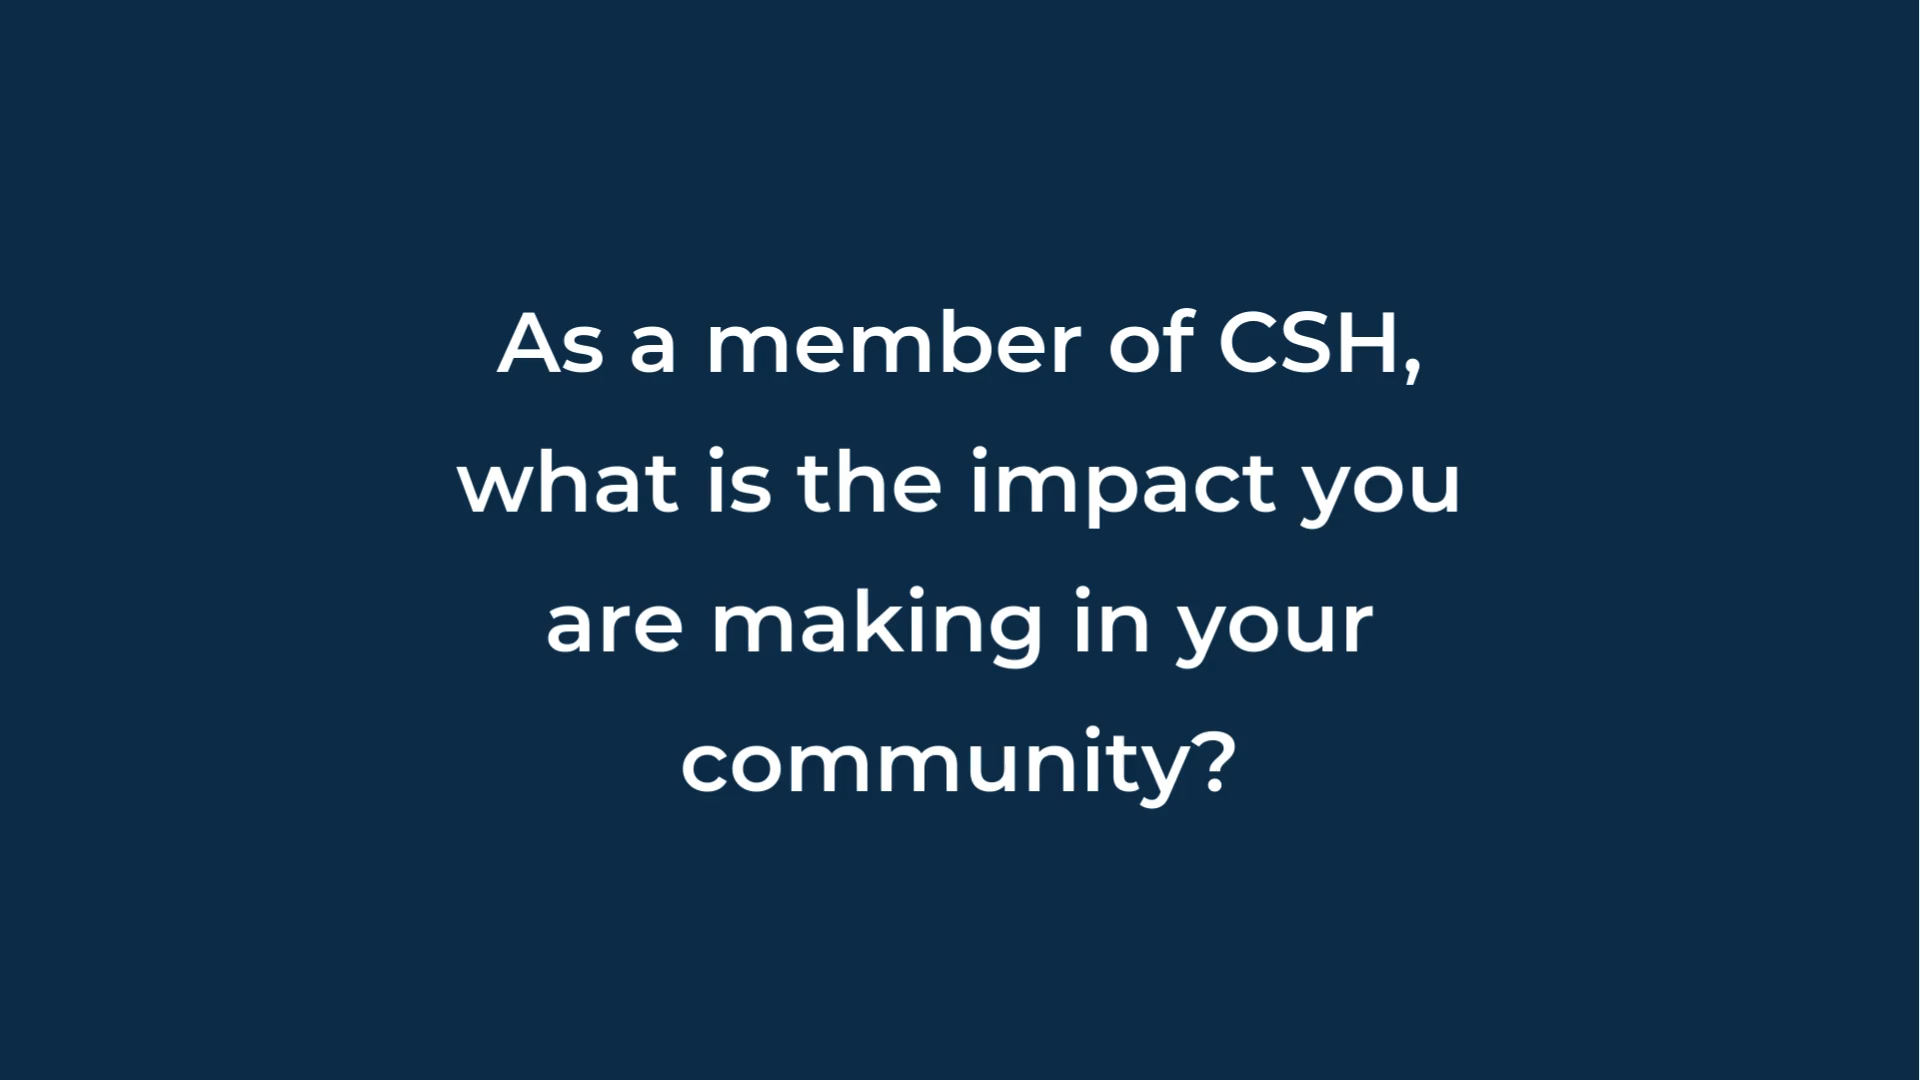 As a member of CSH,
what is the impact you
are making in your
community?